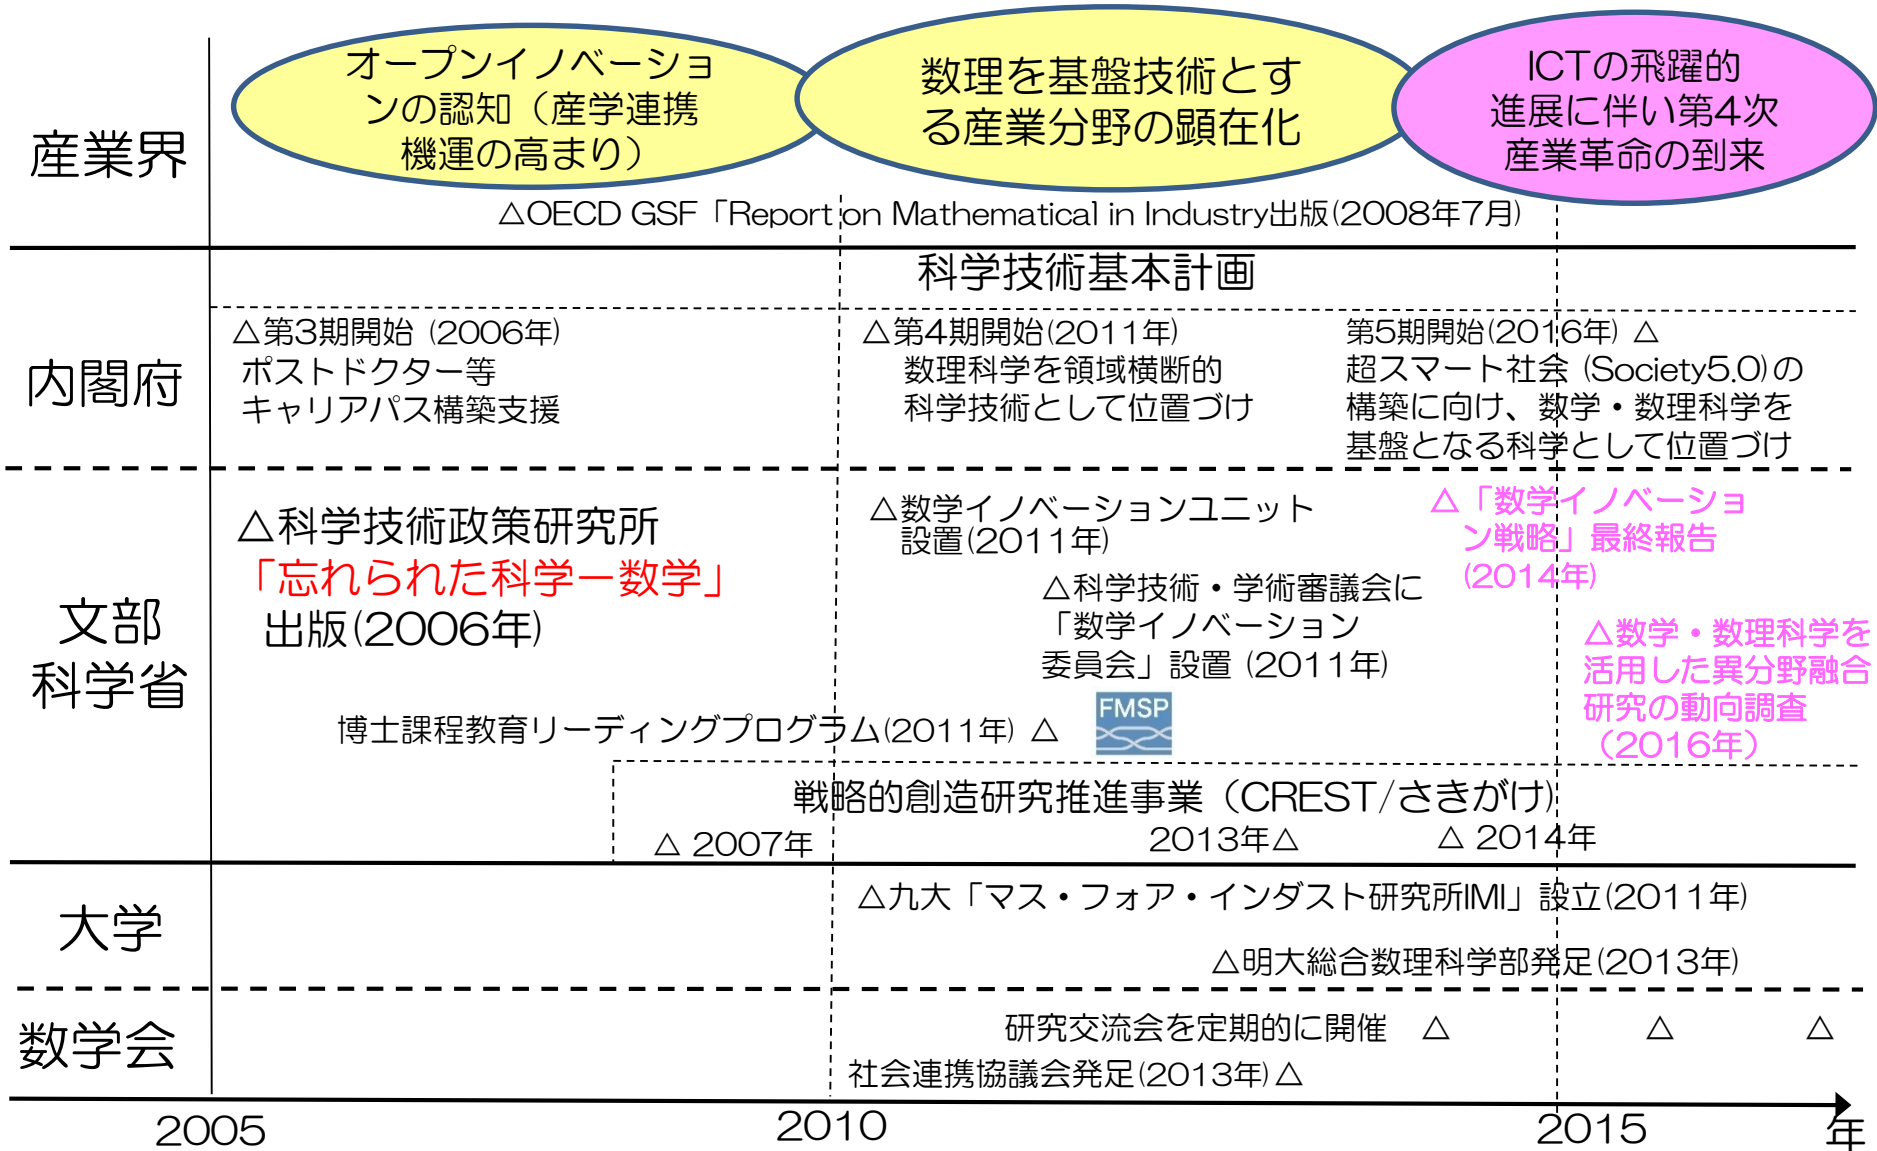 オープンイノベーショ
ンの認知（産学連携
機運の高まり）
数理を基盤技術とす
る産業分野の顕在化
ICTの飛躍的
進展に伴い第4次
産業革命の到来
産業界
△OECD GSF「Report on Mathematical in Industry出版(2008年7月)
科学技術基本計画
内閣府
△第3期開始 (2006年)
ポストドクター等
キャリアパス構築支援
△第4期開始(2011年)
数理科学を領域横断的
科学技術として位置づけ
第5期開始(2016年) △
超スマート社会 (Society5.0)の
構築に向け、数学・数理科学を
基盤となる科学として位置づけ
文部
科学省
△科学技術政策研究所
「忘れられた科学ー数学」
出版(2006年)
△数学イノベーションユニット
設置(2011年)
△科学技術・学術審議会に
「数学イノベーション
委員会」設置 (2011年)
△「数学イノベーショ
ン戦略」最終報告
(2014年)
△数学・数理科学を
活用した異分野融合
研究の動向調査
（2016年）
博士課程教育リーディングプログラム(2011年) △
FMSP
戦略的創造研究推進事業（CREST/さきがけ)
△ 2007年
2013年△
△ 2014年
大学
△九大「マス・フォア・インダスト研究所IMI」設立(2011年)
△明大総合数理科学部発足(2013年)
数学会
研究交流会を定期的に開催 △ △ △
社会連携協議会発足(2013年)△
2005
2010
2015
年